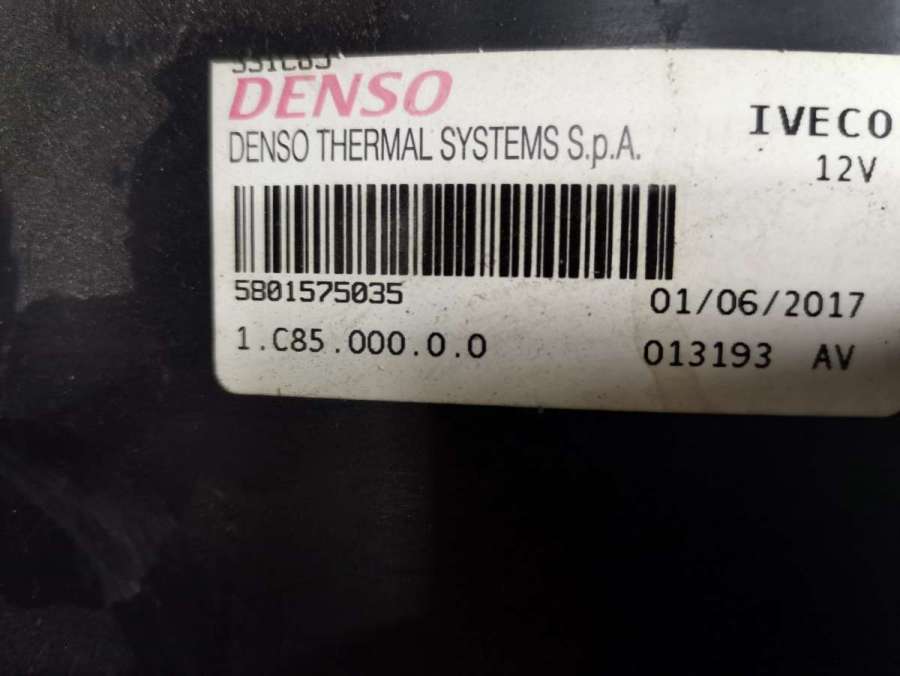 DENSO
IVECO
DENSO THERMAL SYSTEMS S.p.A.
12V
5801575035
01/06/2017
1.C85.000.0.0
013193 AV